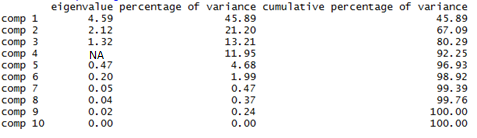 eigenvalue percentage of variance cumulative percentage of variance
comp 1 4.59 45.89 45.89
comp 2 2.12 21.20 67.09
comp 3 1.32 13.21 80.29
comp 4 NA 11.95 92.25
comp 5 0.47 4.68 96.93
comp 6 0.20 1.99 98.92
comp 7 0.05 0.47 99.39
comp 8 0.04 0.37 99.76
comp 9 0.02 0.24 100.00
comp 10 0.00 0.00 100.00